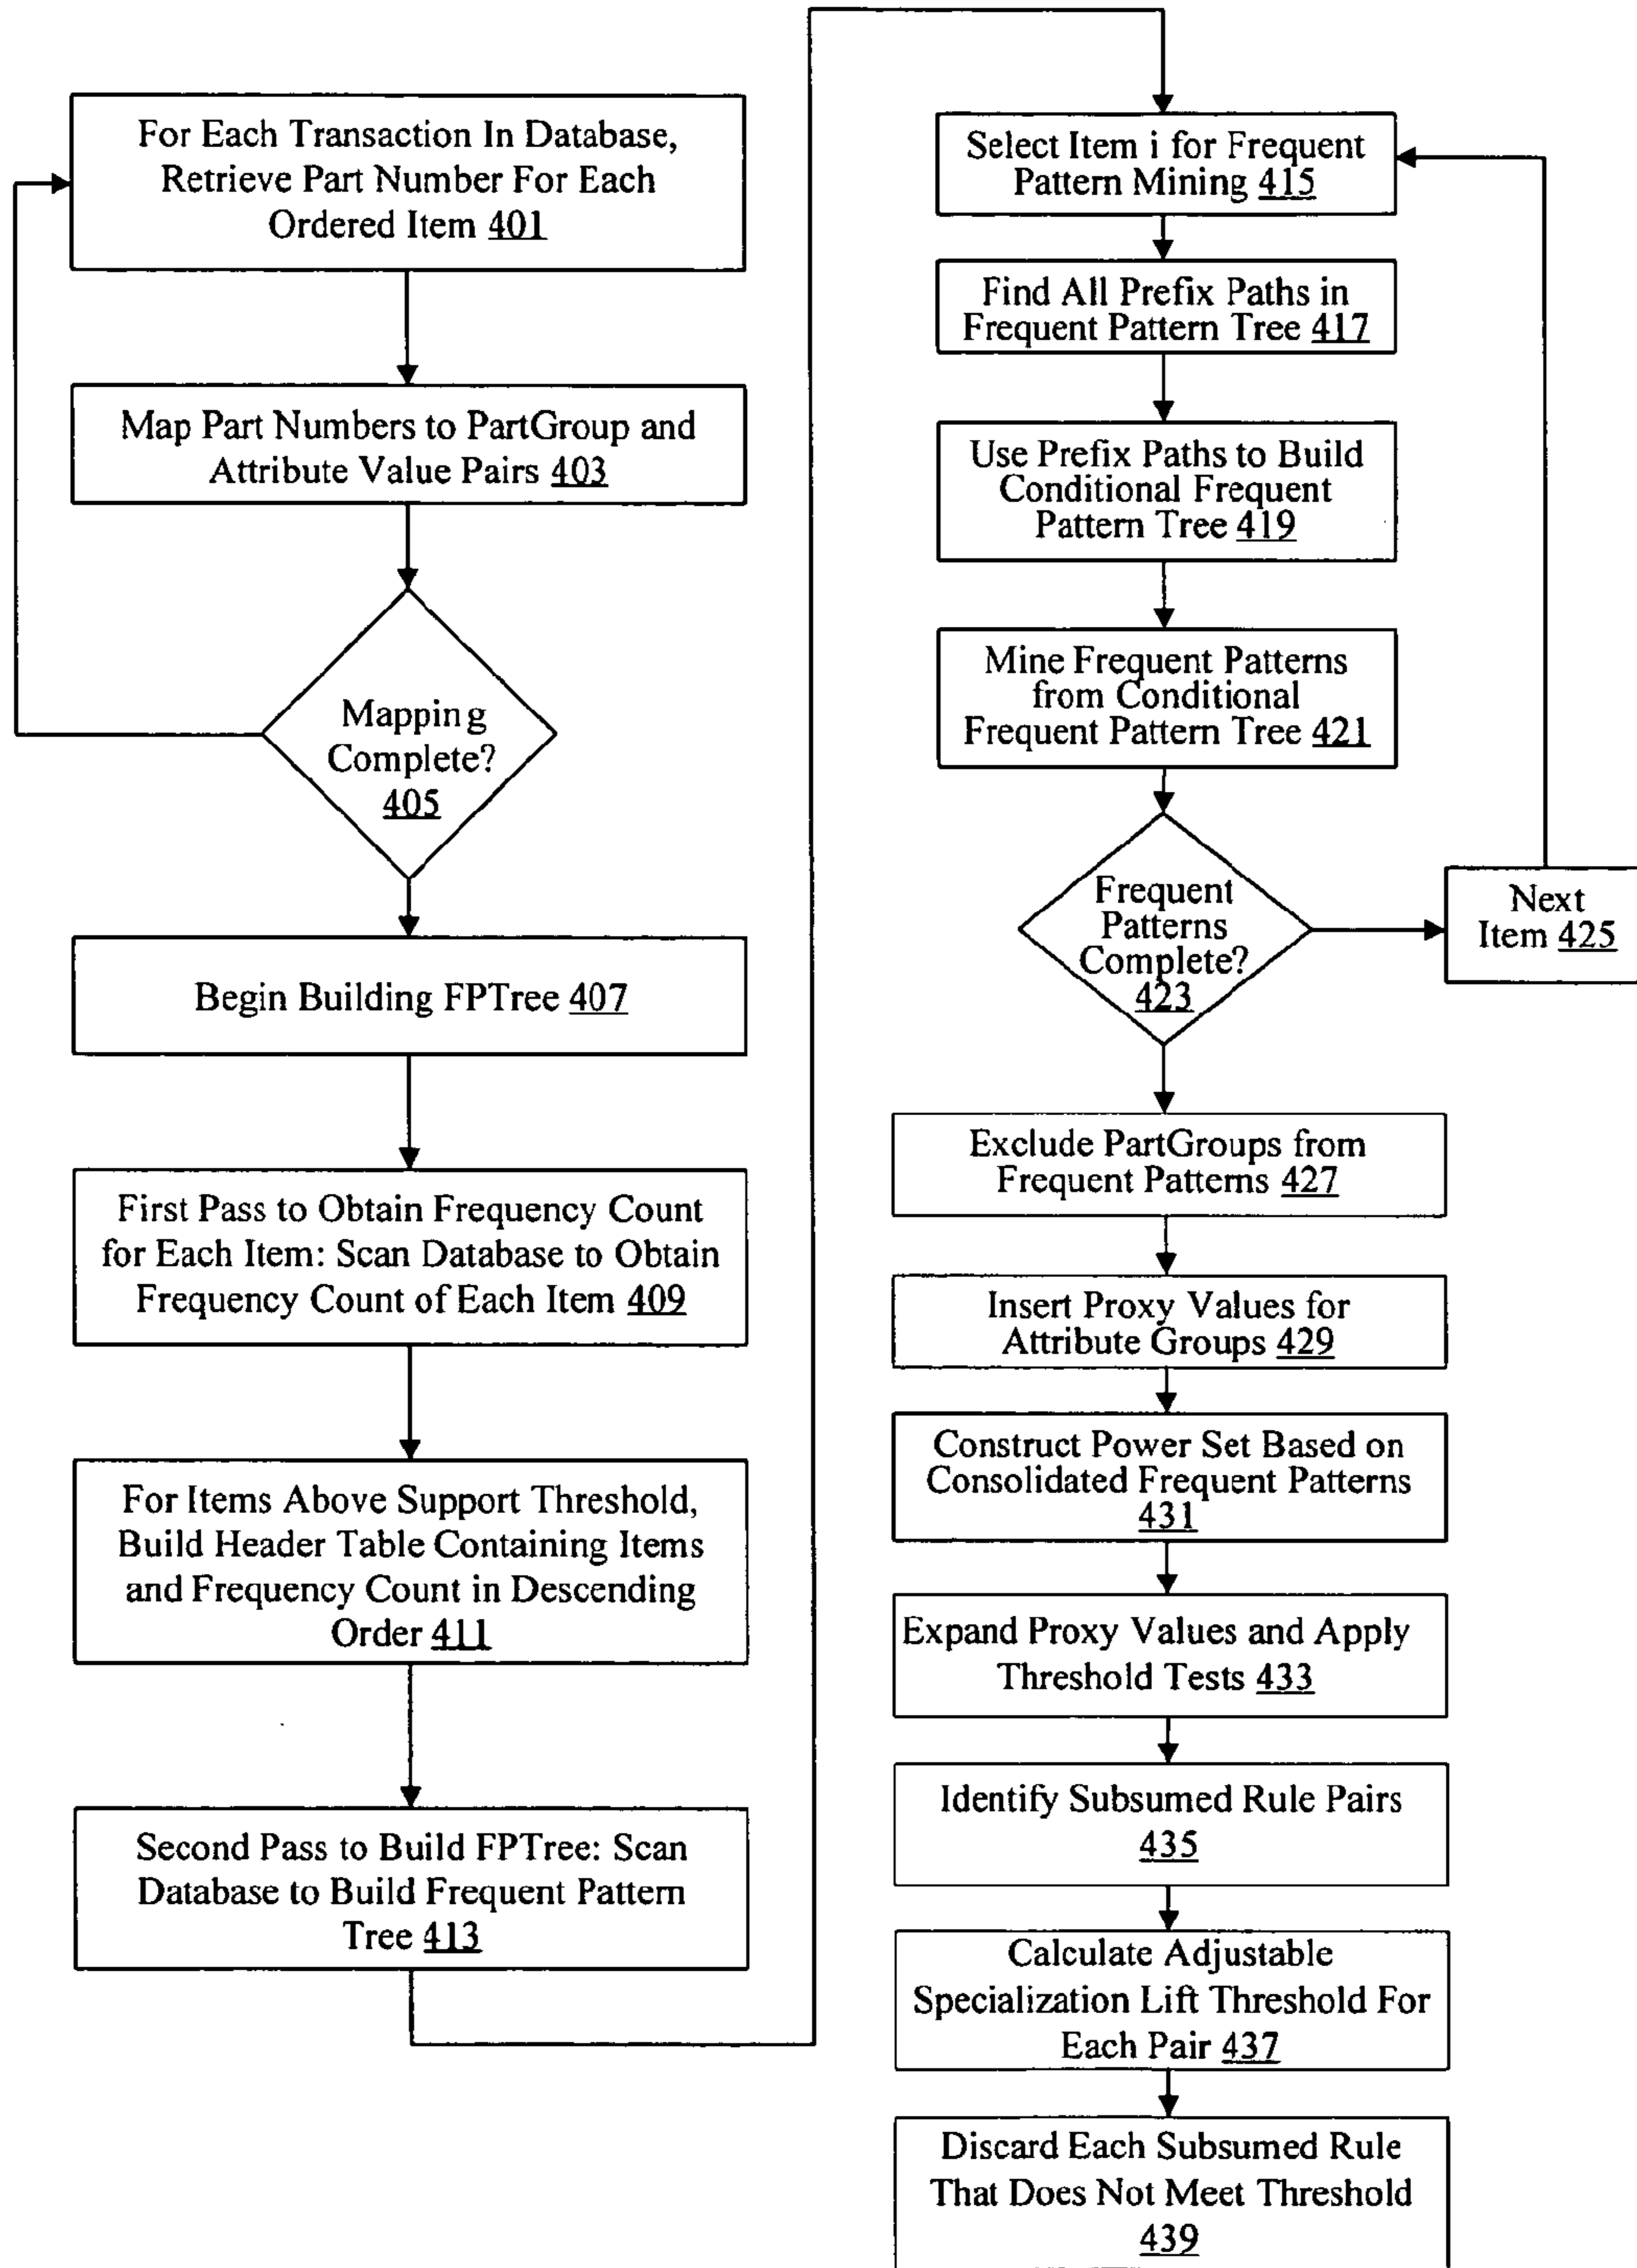 For Each Transaction In Database,
Retrieve Part Number For Each
Ordered Item 401
Map Part Numbers to PartGroup and
Attribute Value Pairs 403
Mapping
Complete?
405
Begin Building FPTree 407
First Pass to Obtain Frequency Count
for Each Item: Scan Database to Obtain
Frequency Count of Each Item 409
For Items Above Support Threshold,
Build Header Table Containing Items
and Frequency Count in Descending
Order 411
Second Pass to Build FPTree: Scan
Database to Build Frequent Pattern
Tree 413
Select Item i for Frequent
Pattern Mining 415
Find All Prefix Paths in
Frequent Pattern Tree 417
Use Prefix Paths to Build
Conditional Frequent
Pattern Tree 419
Mine Frequent Patterns
from Conditional
Frequent Pattern Tree 421
Frequent
Patterns
Complete?
423
Next
Item 425
Exclude PartGroups from
Frequent Patterns 427
Insert Proxy Values for
Attribute Groups 429
Construct Power Set Based on
Consolidated Frequent Patterns
431
Expand Proxy Values and Apply
Threshold Tests 433
Identify Subsumed Rule Pairs
435
Calculate Adjustable
Specialization Lift Threshold For
Each Pair 437
Discard Each Subsumed Rule
That Does Not Meet Threshold
439